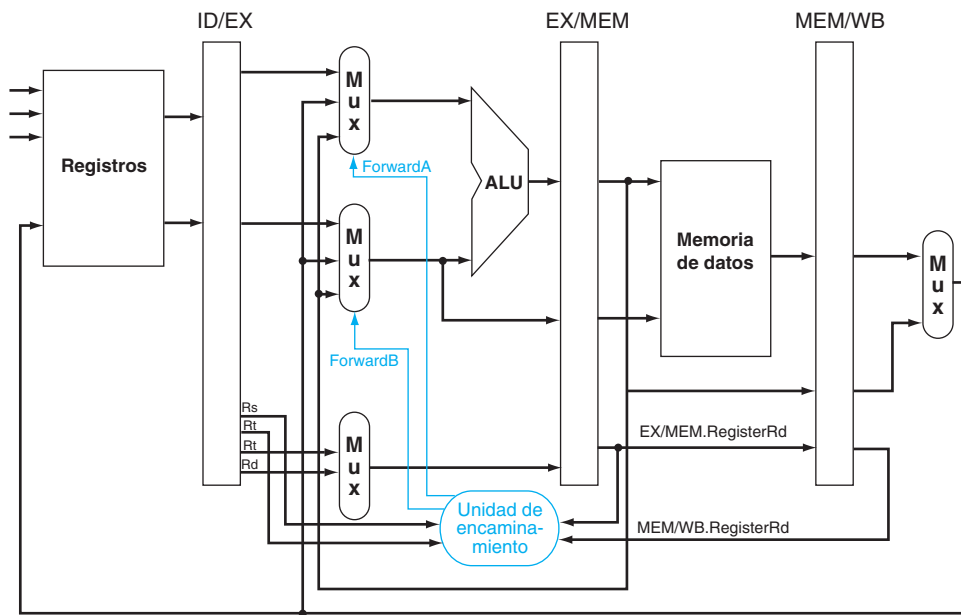 ID/EX
EX/MEM
MEM/WB
M
u
x
Registros
ForwardA
ALU
M
u
x
Memoria
de datos
M
u
x
ForwardB
Rs
Rt
Rt
Rd
M
u
x
EX/MEM.RegisterRd
Unidad de
encamina-
miento
MEM/WB.RegisterRd